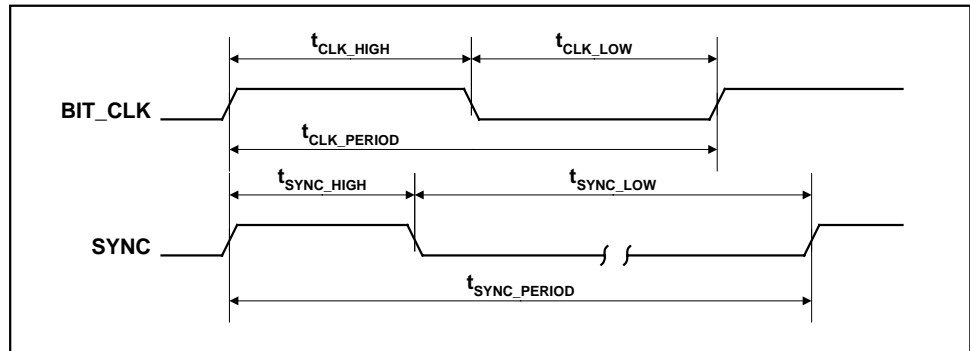 tCLK_HIGH tCLK_LOW
BIT_CLK
tCLK_PERIOD
tSYNC_HIGH tSYNC_LOW
SYNC
tSYNC_PERIOD